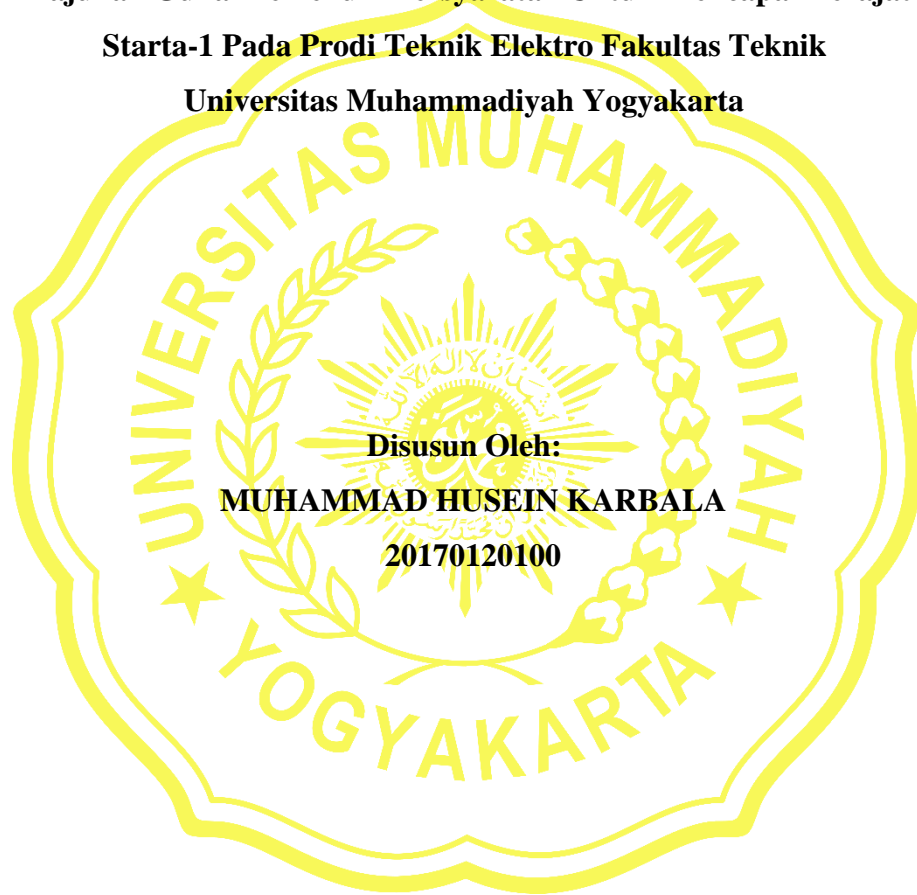 Starta-1 Pada Prodi Teknik Elektro Fakultas Teknik
Universitas Muhammadiyah Yogyakarta
UNIVERSITAS MUHAMMADIYAH
Disusun Oleh:
MUHAMMAD HUSEIN KARBALA
20170120100
YOGYAKARTA